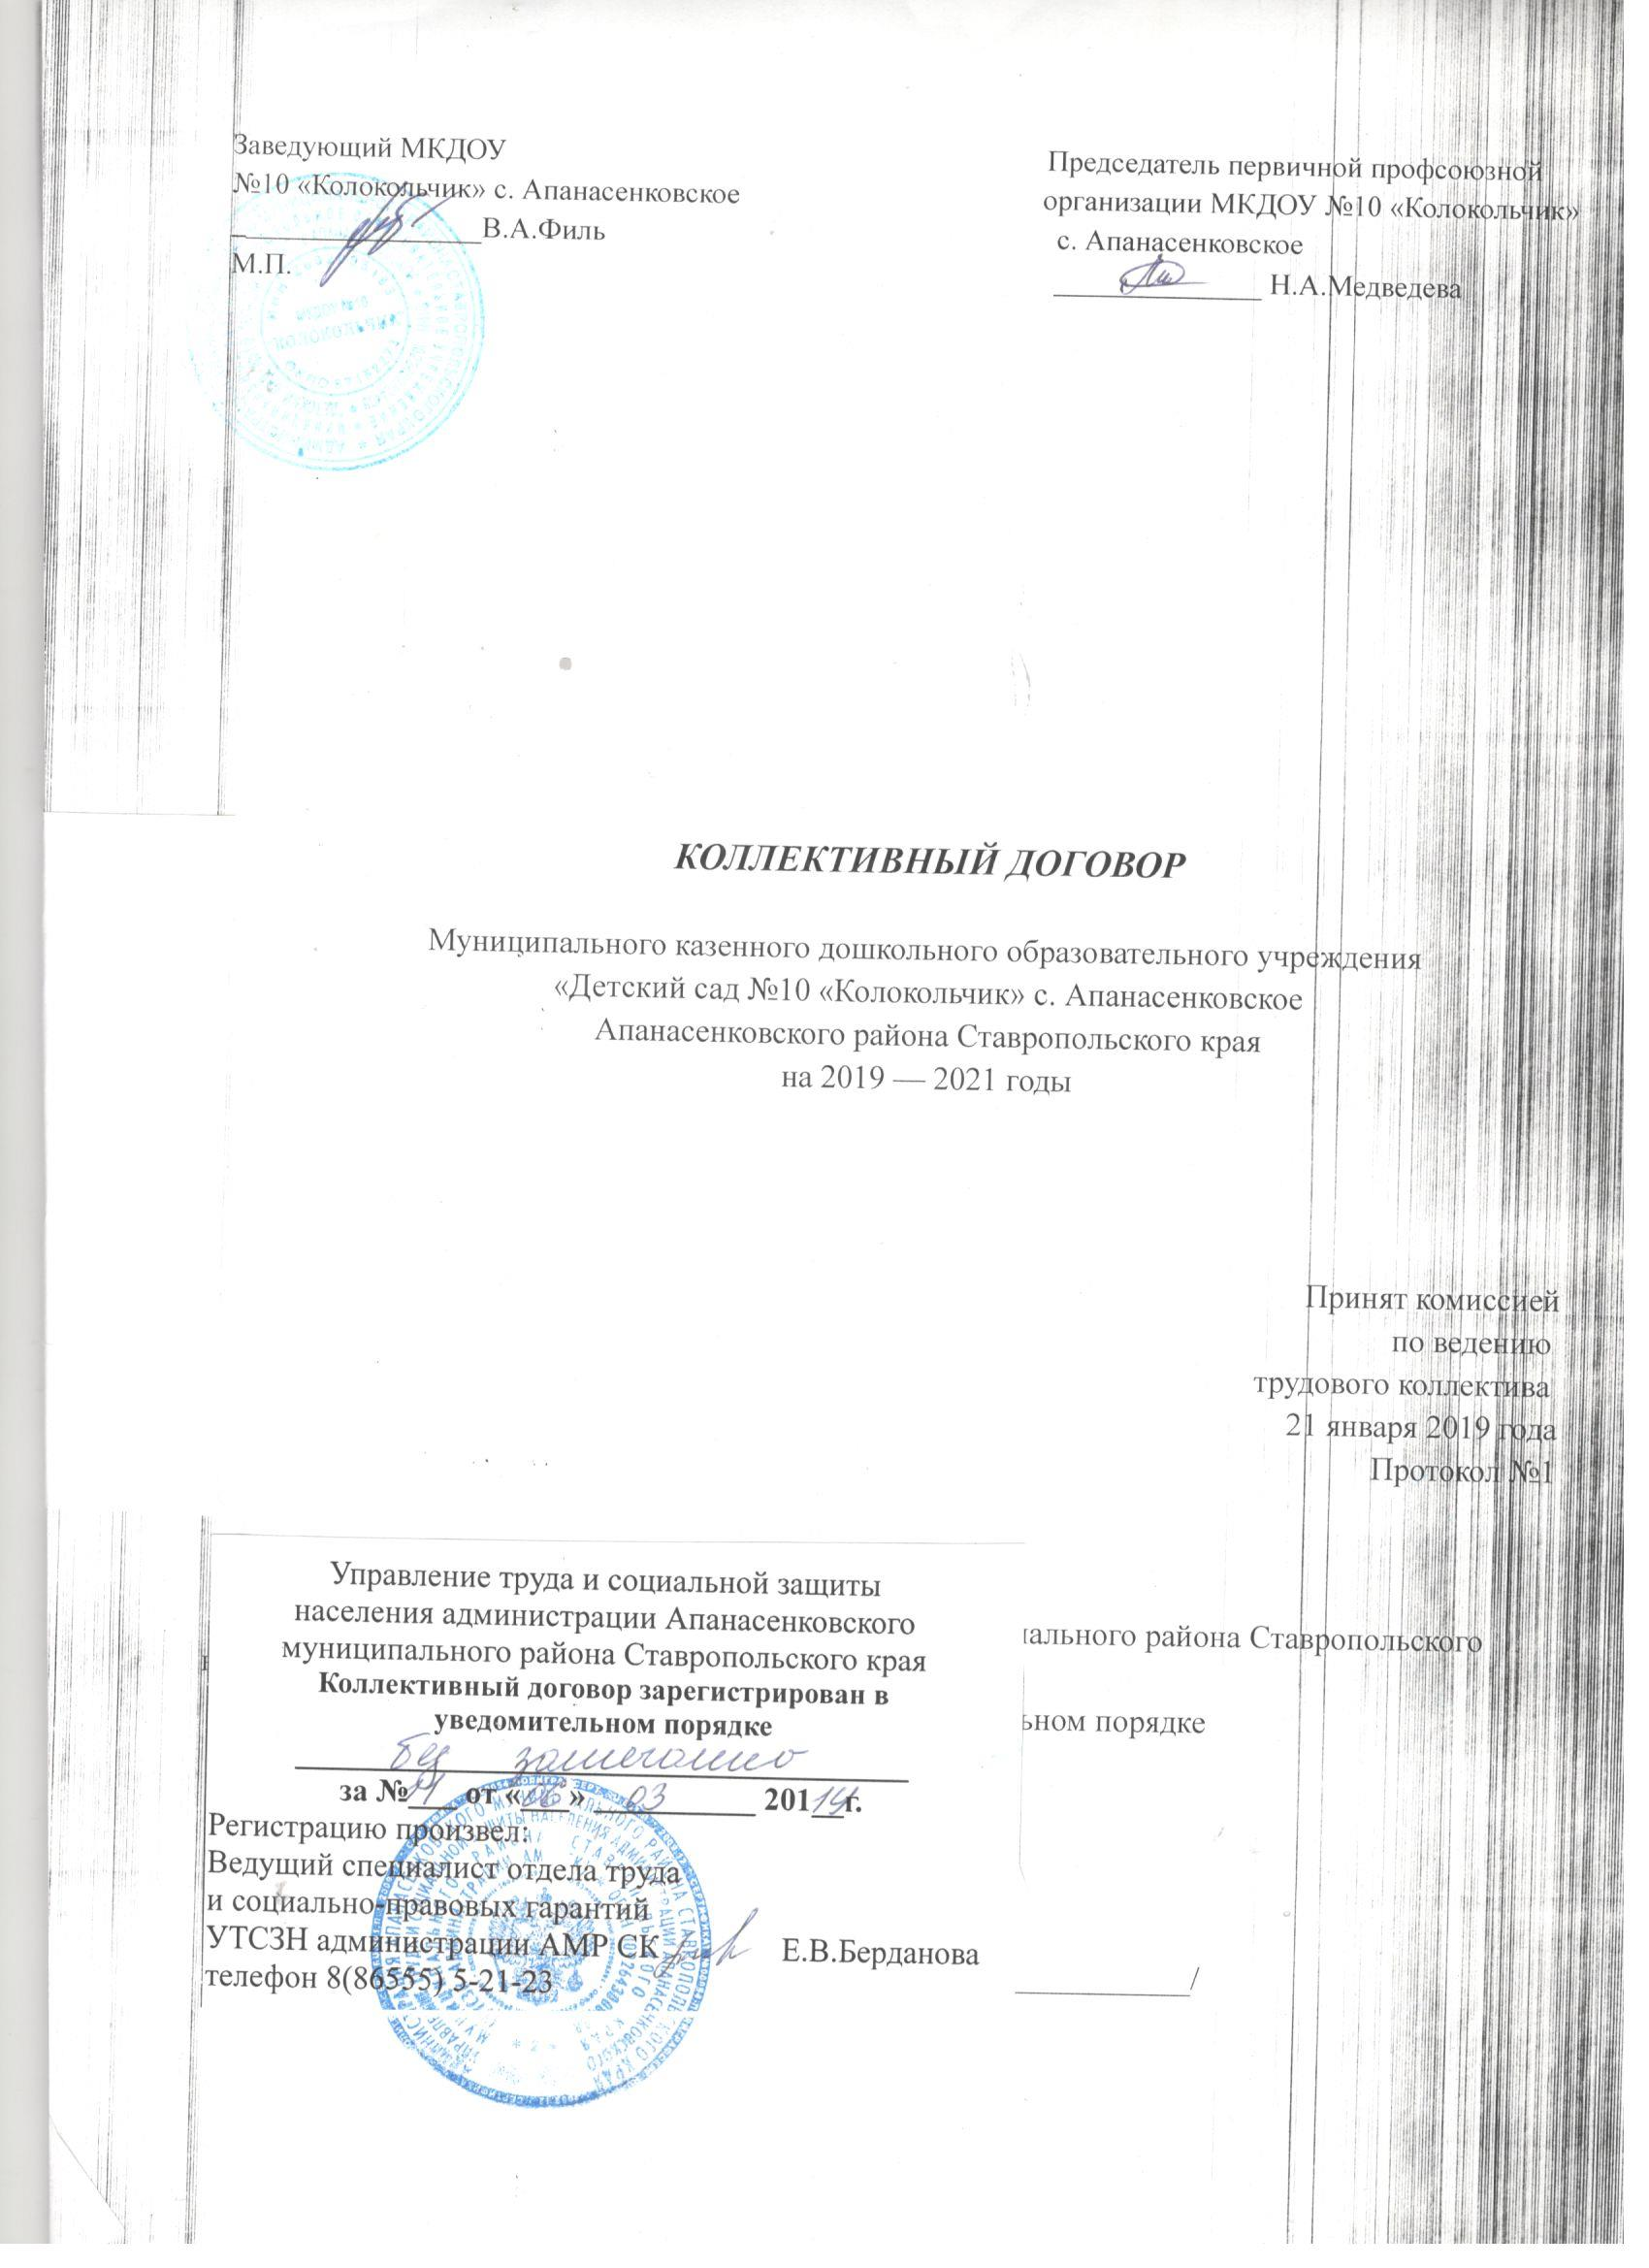 Заведующий МКДОУ
№10 «Колокольчик» с. Апанасенковское
В.А.Филь
М.П.
Председатель первичной профсоюзной
организации МКДОУ №10 «Колокольчик»
с. Апанасенковское
Н.А.Медведева
КОЛЛЕКТИВНЫЙ ДОГОВОР
Муниципального казенного дошкольного образовательного учреждения
«Детский сад №10 «Колокольчик» с. Апанасенковское
Апанасенковского района Ставропольского края
на 2019 — 2021 годы
Принят комиссией
по ведению
трудового коллектива
21 января 2019 года
Протокол №1
Управление труда и социальной защиты
населения администрации Апанасенковского
муниципального района Ставропольского края
Коллективный договор зарегистрирован в
уведомительном порядке
без
за № от «06» 03 2019г.
Регистрацию произвел:
Ведущий специалист отдела труда
и социально-правовых гарантий
УТСЗН администрации АМР СК Е.В.Берданова
телефон 8(86555) 5-21-23
ального района Ставропольского
ьном порядке
/